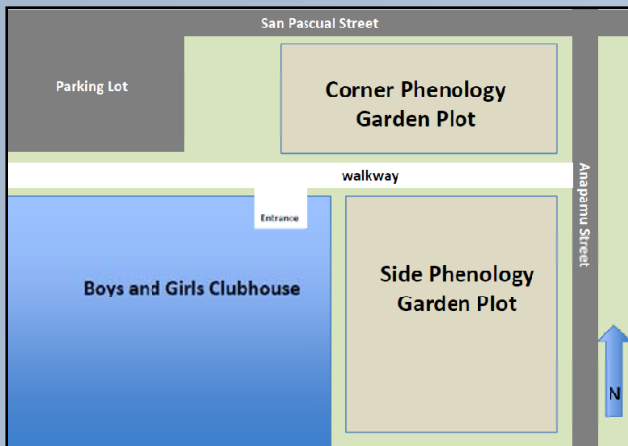 San Pascual Street
Parking Lot
Corner Phenology
Garden Plot
walkway
Anapamu Street
Entrance
Boys and Girls Clubhouse
Side Phenology
Garden Plot
N